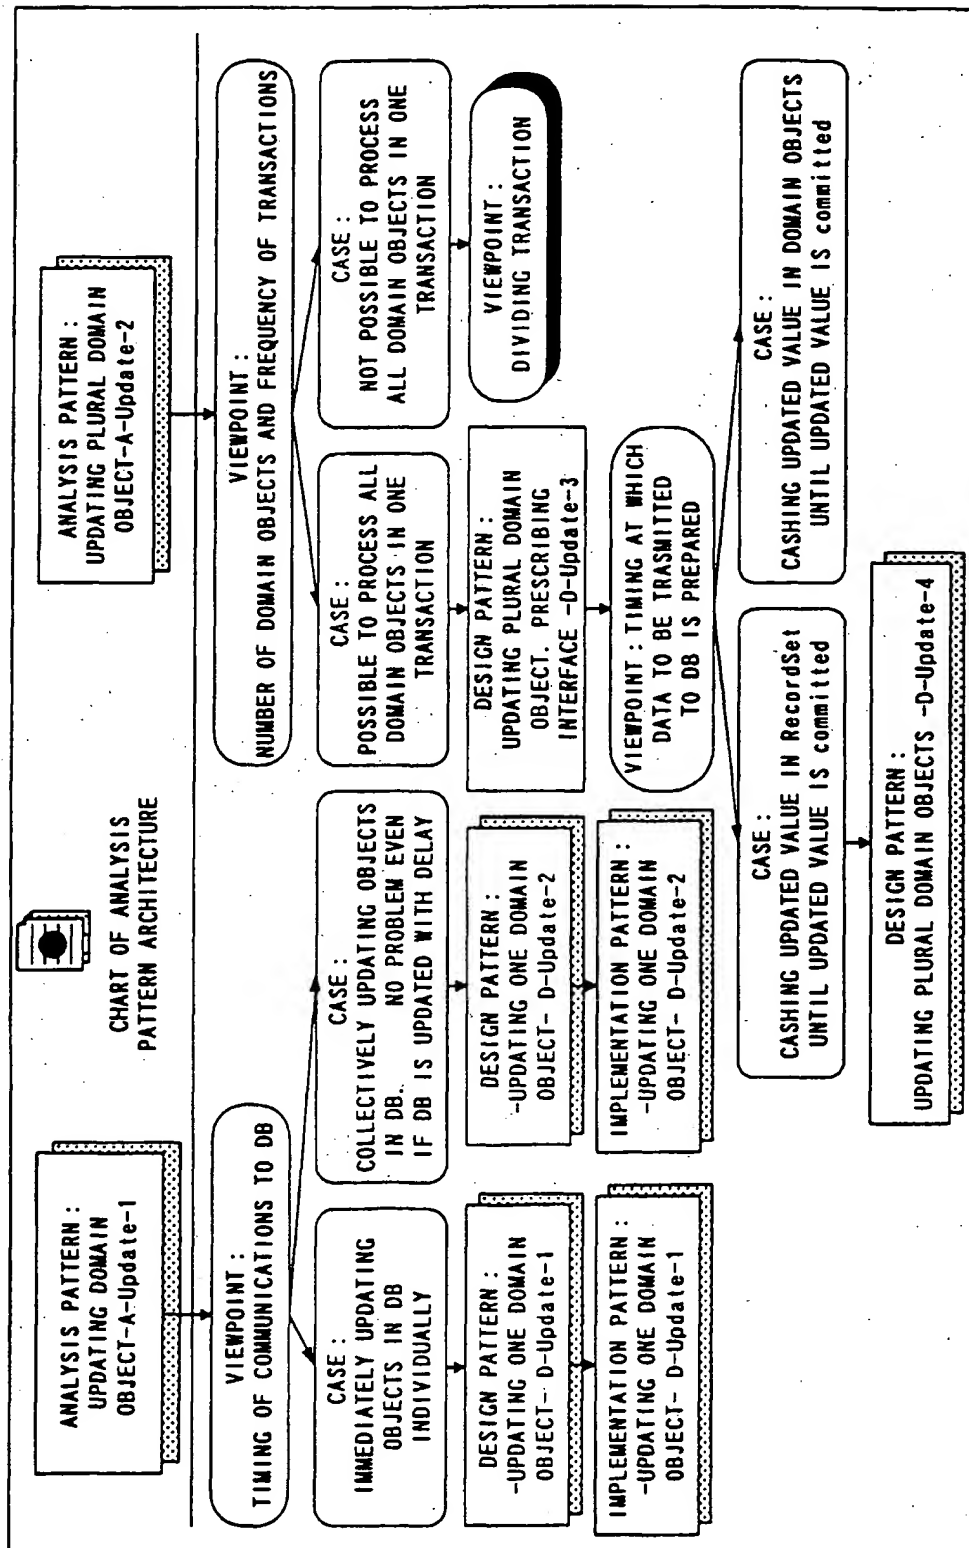 CHART OF ANALYSIS
PATTERN ARCHITECTURE
ANALYSIS PATTERN:
UPDATING DOMAIN
OBJECT-A-Update-1
VIEWPOINT:
TIMING OF COMMUNICATIONS TO DB
CASE:
IMMEDIATELY UPDATING
OBJECTS IN DB
INDIVIDUALLY
DESIGN PATTERN:
-UPDATING ONE DOMAIN
OBJECT- D-Update-1
IMPLEMENTATION PATTERN:
-UPDATING ONE DOMAIN
OBJECT- D-Update-1
CASE:
COLLECTIVELY UPDATING OBJECTS
IN DB. NO PROBLEM EVEN
IF DB IS UPDATED WITH DELAY
DESIGN PATTERN:
-UPDATING ONE DOMAIN
OBJECT- D-Update-2
IMPLEMENTATION PATTERN:
-UPDATING ONE DOMAIN
OBJECT- D-Update-2
ANALYSIS PATTERN:
UPDATING PLURAL DOMAIN
OBJECT-A-Update-2
VIEWPOINT:
NUMBER OF DOMAIN OBJECTS AND FREQUENCY OF TRANSACTIONS
CASE:
POSSIBLE TO PROCESS ALL
DOMAIN OBJECTS IN ONE
TRANSACTION
DESIGN PATTERN:
UPDATING PLURAL DOMAIN
OBJECT. PRESCRIBING
INTERFACE -D-Update-3
VIEWPOINT:TIMING AT WHICH
DATA TO BE TRASMITTED
TO DB IS PREPARED
CASE:
CASHING UPDATED VALUE in RecordSet
UNTIL UPDATED VALUE IS committed
DESIGN PATTERN:
UPDATING PLURAL DOMAIN OBJECTS -D-Update-4
CASE:
CASHING UPDATED VALUE IN DOMAIN OBJECTS
UNTIL UPDATED VALUE IS committed
CASE:
NOT POSSIBLE TO PROCESS
ALL DOMAIN OBJECTS IN ONE
TRANSACTION
VIEWPOINT:
DIVIDING TRANSACTION